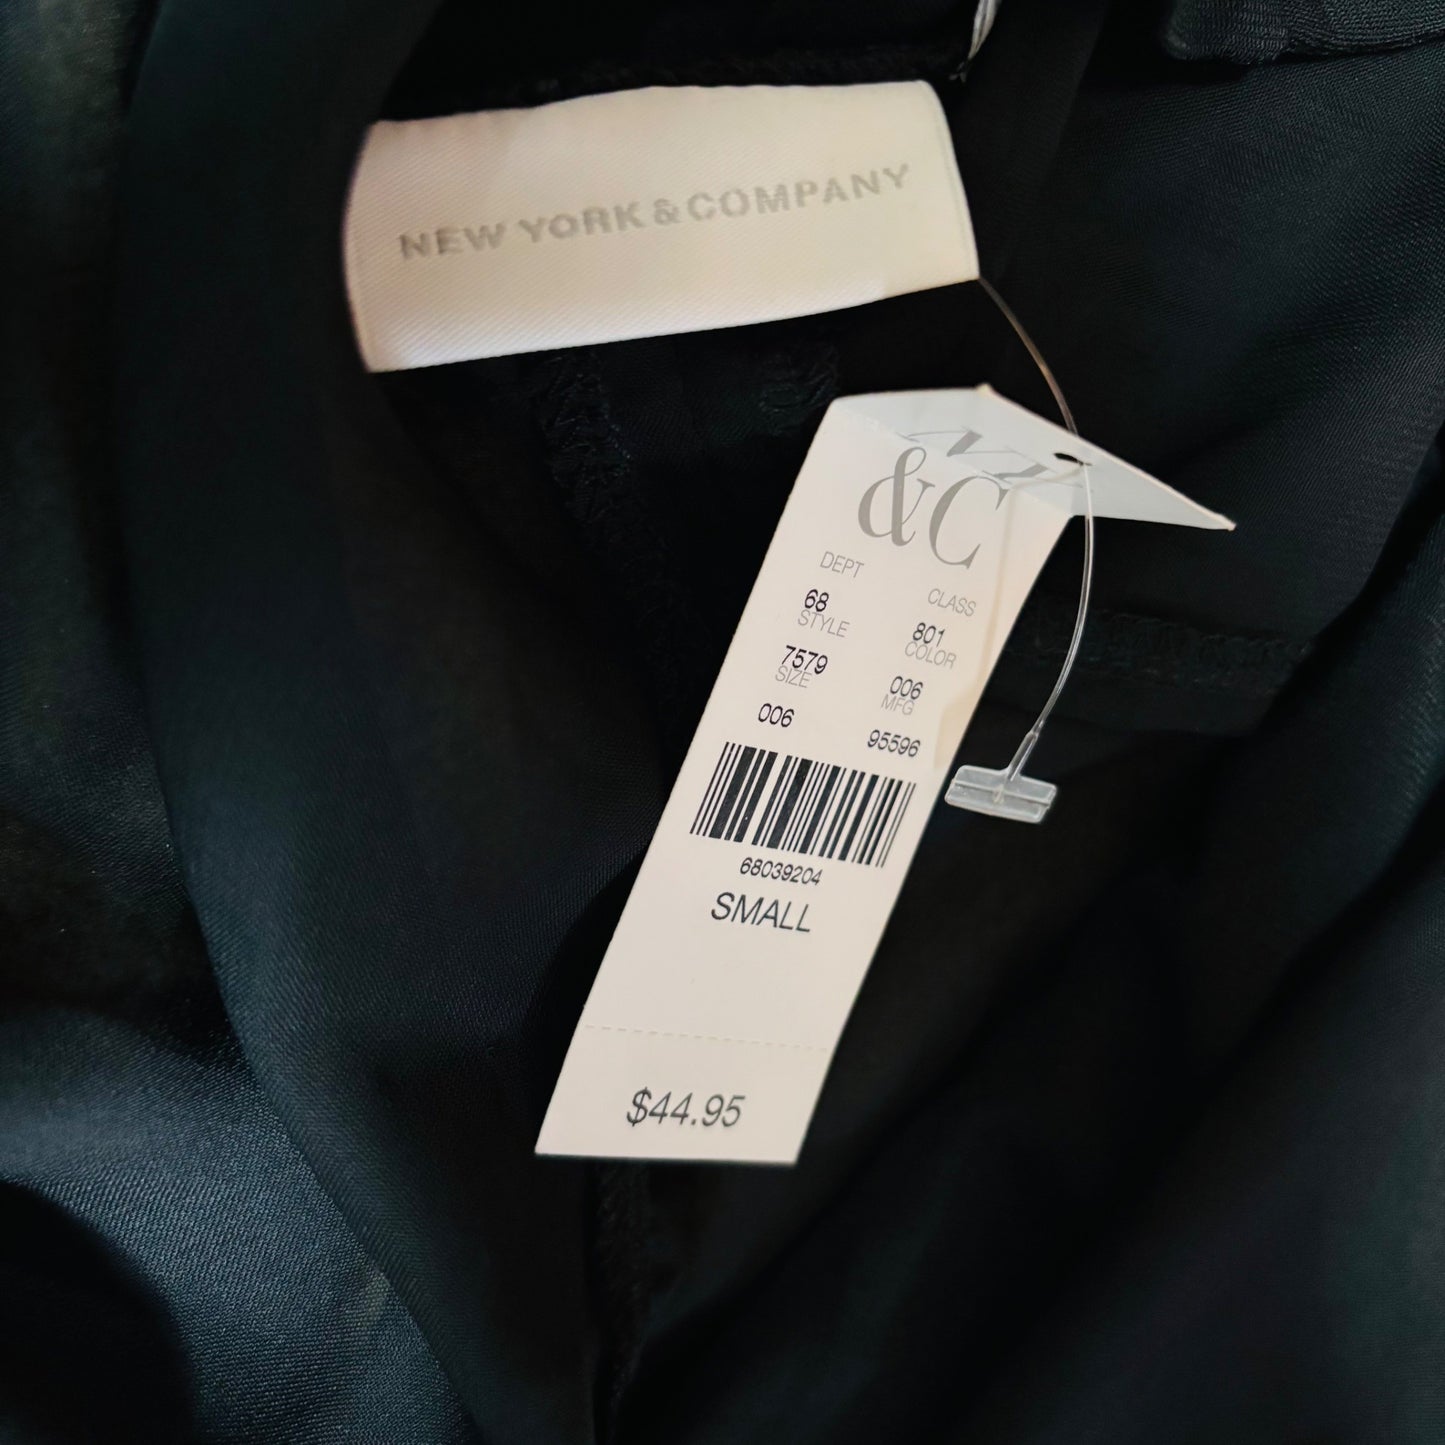 NEW YORK & COMPANY
NY
&C
DEPT CLASS
68 801
STYLE COLOR
7579 006
SIZE MFG
006 95596
68039204
SMALL
$44.95